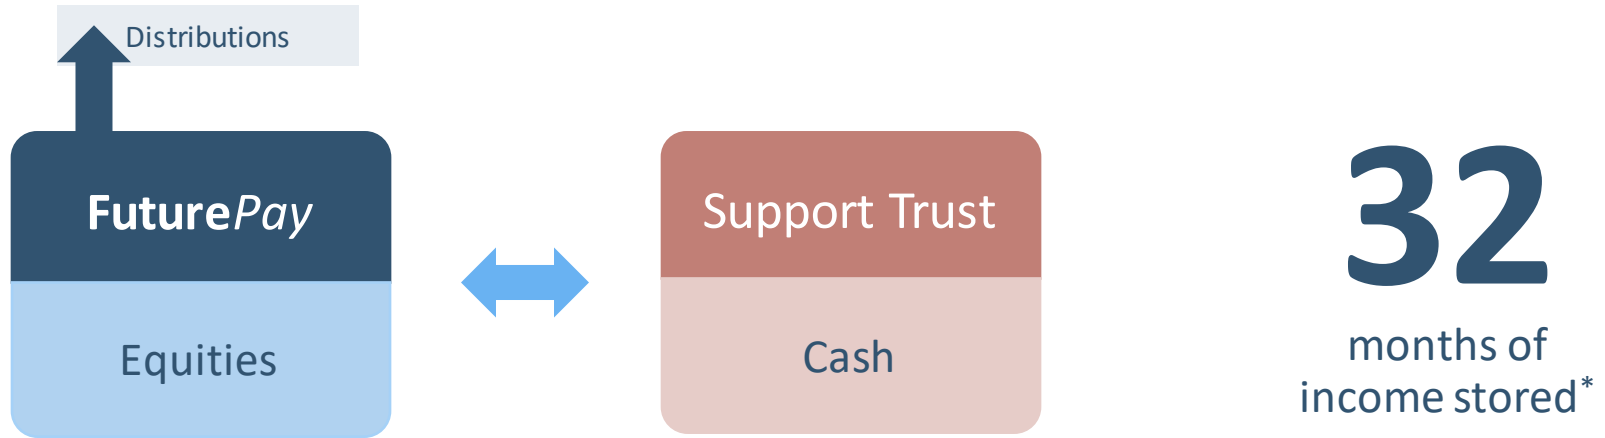 Distributions
FuturePay
Equities
Support Trust
Cash
32
months of
income stored*